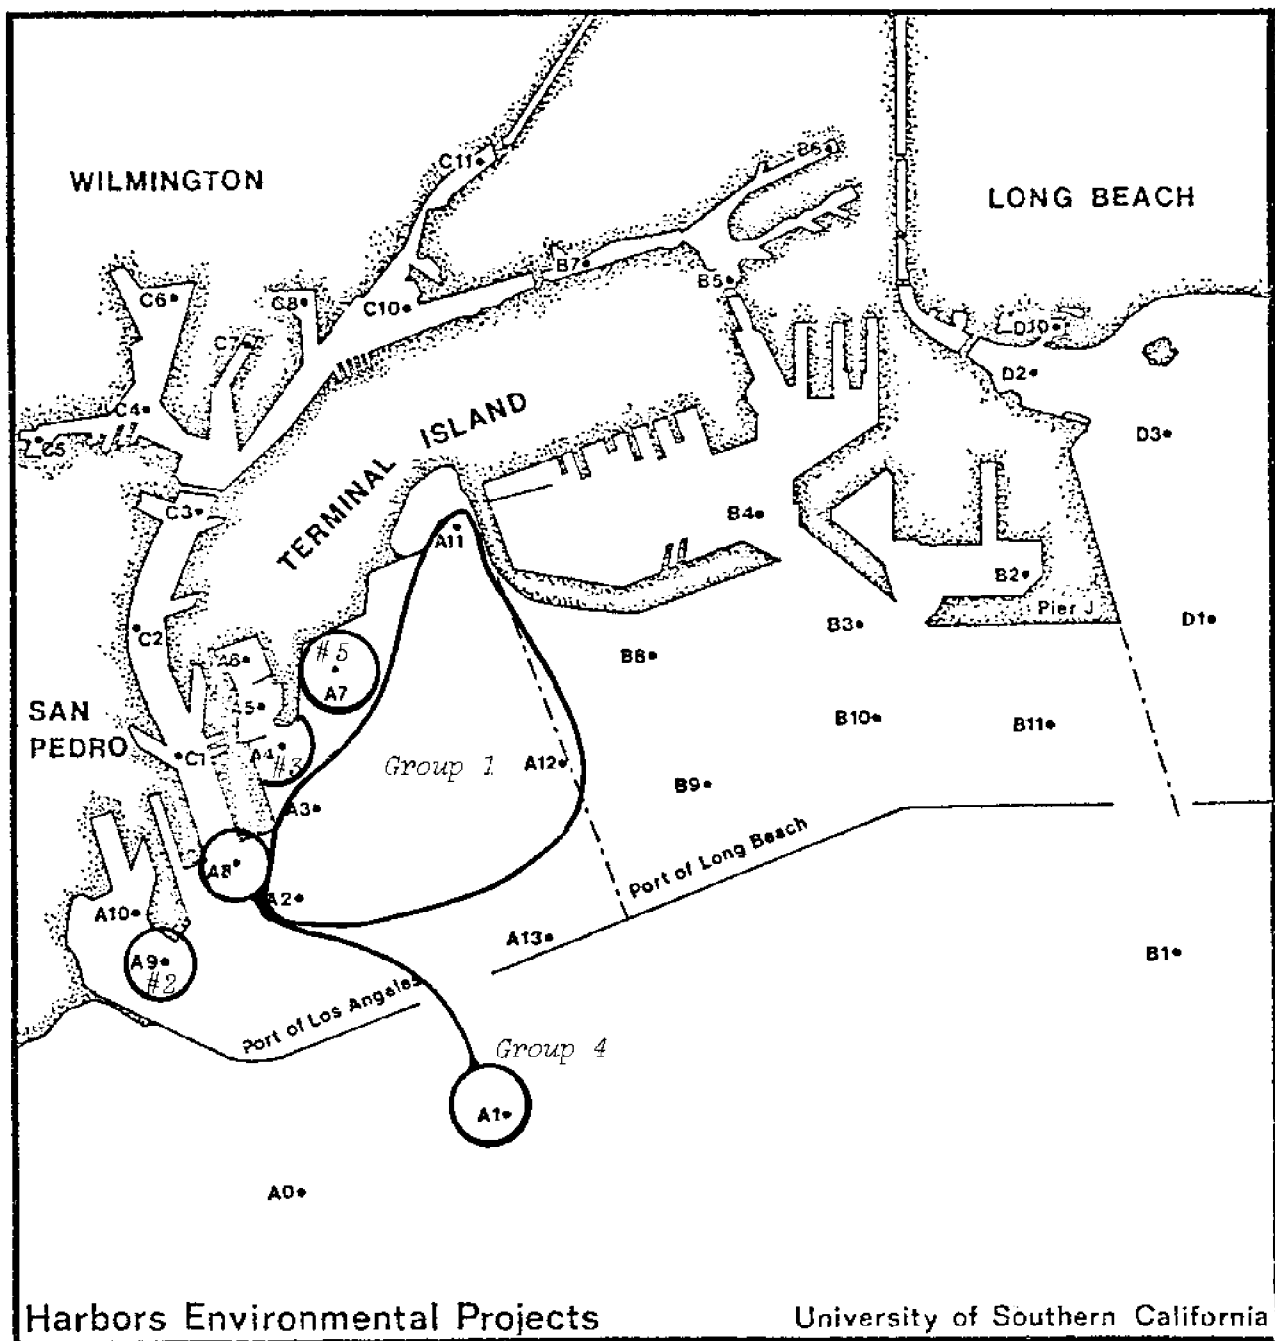 B6
C11
WILMINGTON
LONG BEACH
B7
B5
C6
C8
C10
D10
C7
D2
C4
ISLAND
D3
C5
TERMINAL
C3
B4
A11
B2
Pier J
C2
B3
D1
A6
#5
B8
A7
SAN
PEDRO
5
B10
B11
C1
A4
#3
Group 1
A12
B9
A3
Port of Long Beach
A8
A2
A10
A13
A9
#2
B1
Port of Los Angeles
Group 4
A1
A0
Harbors Environmental Projects
University of Southern California